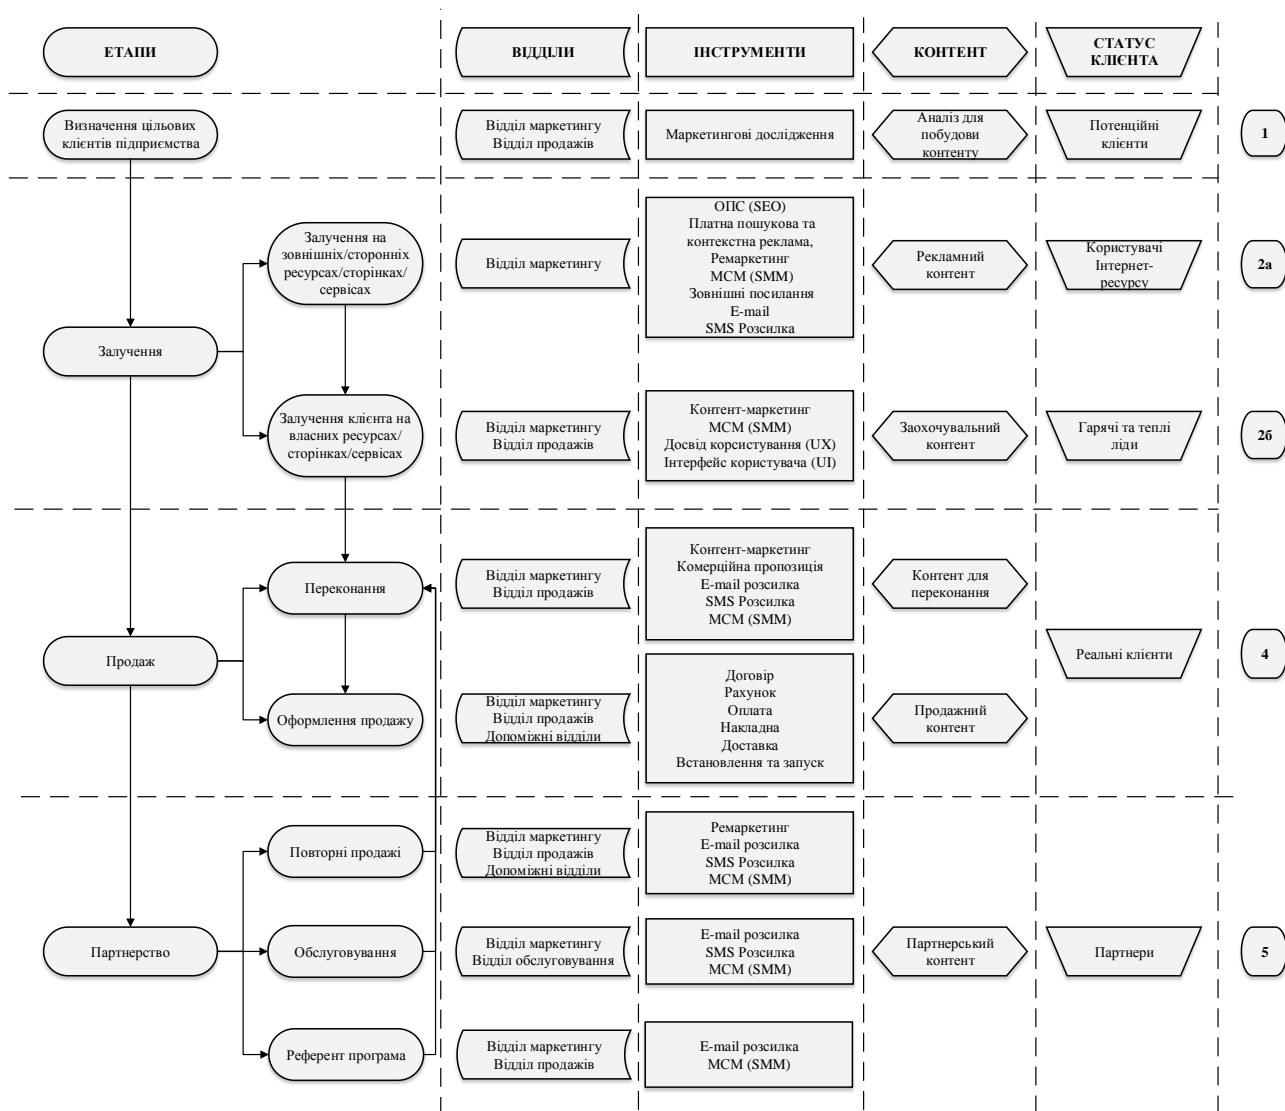 ЕТАПИ
ВІДДІЛИ
ІНСТРУМЕНТИ
КОНТЕНТ
СТАТУС
КЛІЄНТА
Визначення цільових
клієнтів підприємства
Відділ маркетингу
Відділ продажів
Маркетингові дослідження
Аналіз для
побудови
контенту
Потенційні
клієнти
1
Залучення
Залучення на
зовнішніх/сторонніх
ресурсах/сторінках/
сервісах
Відділ маркетингу
ОПС (SEO)
Платна пошукова та
контекстна реклама,
Ремаркетинг
МСМ (SMM)
Зовнішні посилання
E-mail
SMS Розсилка
Рекламний
контент
Користувачі
Інтернет-
ресурсу
2а
Залучення клієнта на
власних ресурсах/
сторінках/сервісах
Відділ маркетингу
Відділ продажів
Контент-маркетинг
МСМ (SMM)
Досвід корсистування (UX)
Інтерфейс користувача (UI)
Заохочувальний
контент
Гарячі та теплі
ліди
2б
Продаж
Переконання
Відділ маркетингу
Відділ продажів
Контент-маркетинг
Комерційна пропозиція
E-mail розсилка
SMS Розсилка
МСМ (SMM)
Контент для
переконання
Реальні клієнти
4
Оформлення продажу
Відділ маркетингу
Відділ продажів
Допоміжні відділи
Договір
Рахунок
Оплата
Накладна
Доставка
Встановлення та запуск
Продажний
контент
Партнерство
Повторні продажі
Відділ маркетингу
Відділ продажів
Допоміжні відділи
Ремаркетинг
E-mail розсилка
SMS Розсилка
МСМ (SMM)
Обслуговування
Відділ маркетингу
Відділ обслуговування
E-mail розсилка
SMS Розсилка
МСМ (SMM)
Партнерський
контент
Партнери
5
Референт програма
Відділ маркетингу
Відділ продажів
E-mail розсилка
МСМ (SMM)